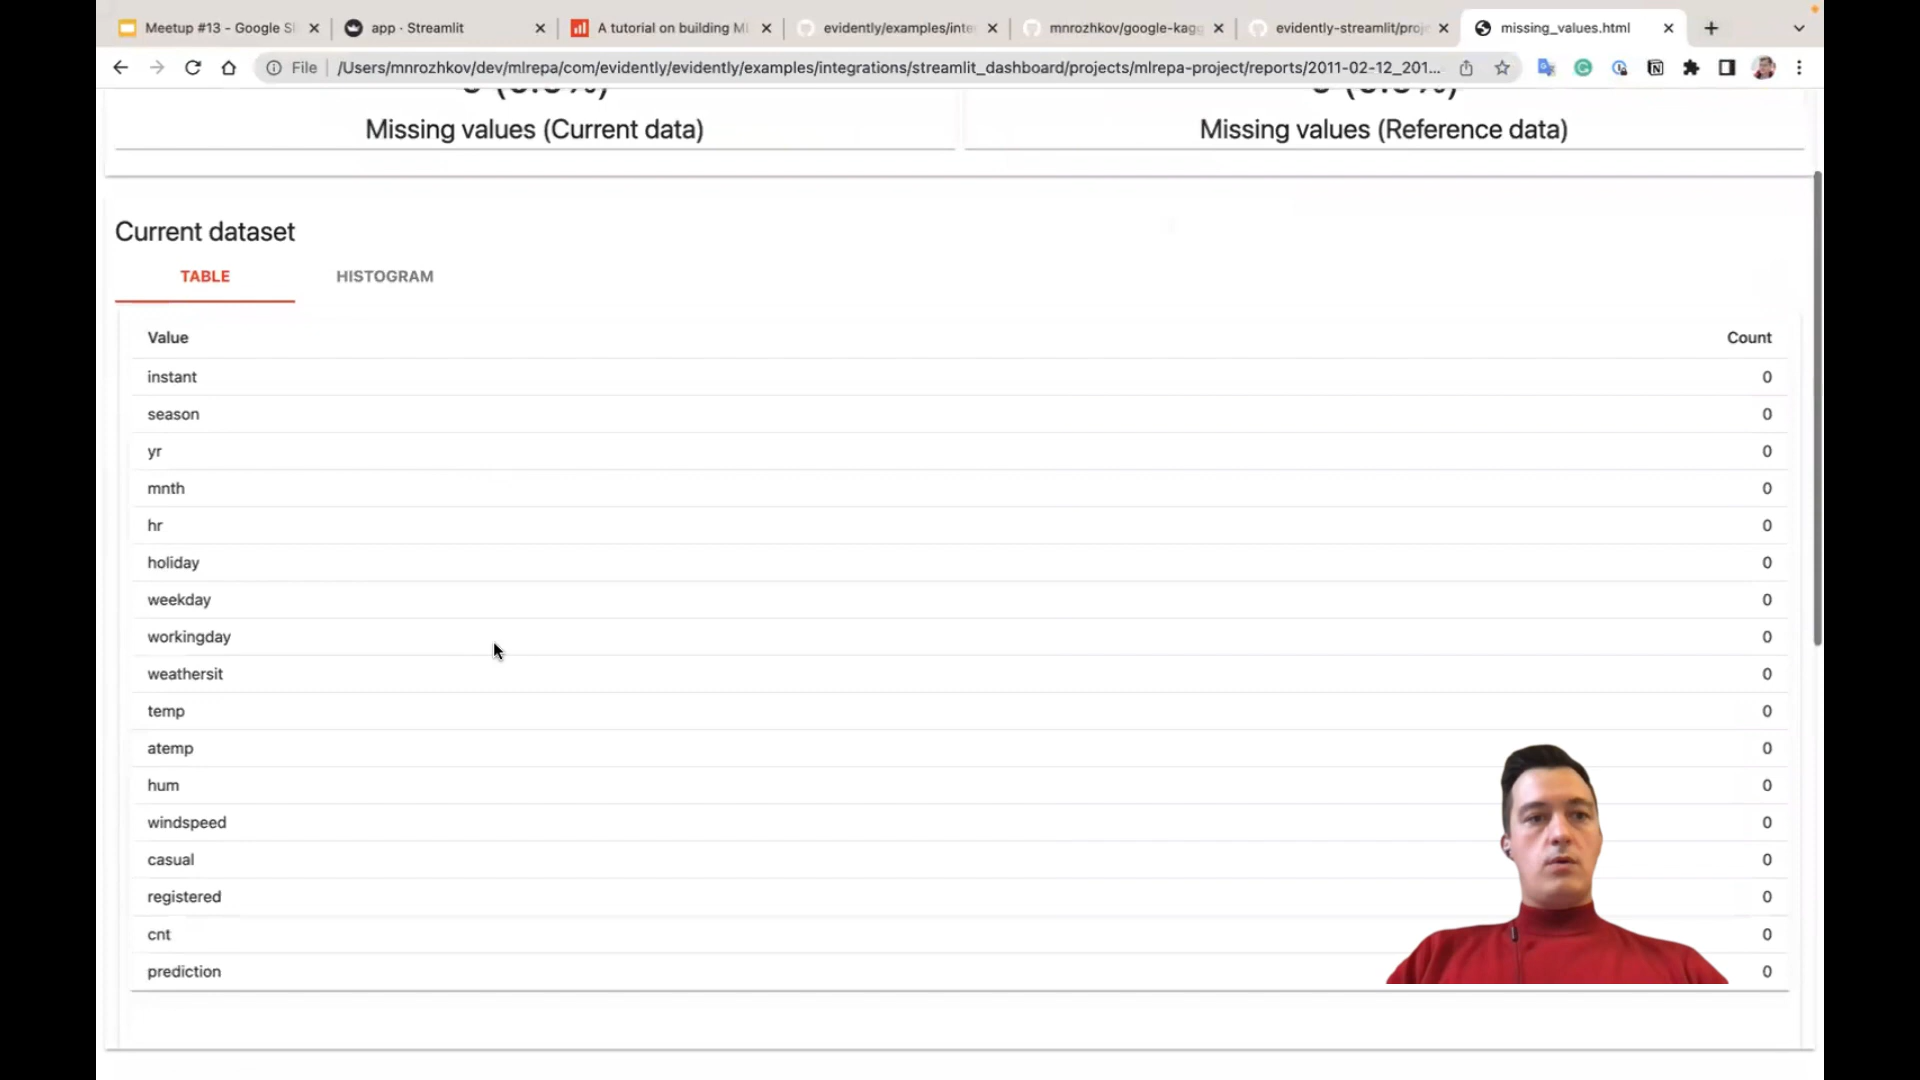 Meetup #13 - Google Sl
app · Streamlit
A tutorial on building ML
evidently/examples/inte
mnrozhkov/google-kagg
evidently-streamlit/proj
missing_values.html
File
/Users/mnrozhkov/dev/mlrepa/com/evidently/evidently/examples/integrations/streamlit_dashboard/projects/mlrepa-project/reports/2011-02-12_201...
Missing values (Current data)
Missing values (Reference data)
Current dataset
TABLE
HISTOGRAM
Value Count
instant 0
season 0
yr 0
mnth 0
hr 0
holiday 0
weekday 0
workingday 0
weathersit 0
temp 0
atemp 0
hum 0
windspeed 0
casual 0
registered 0
cnt 0
prediction 0